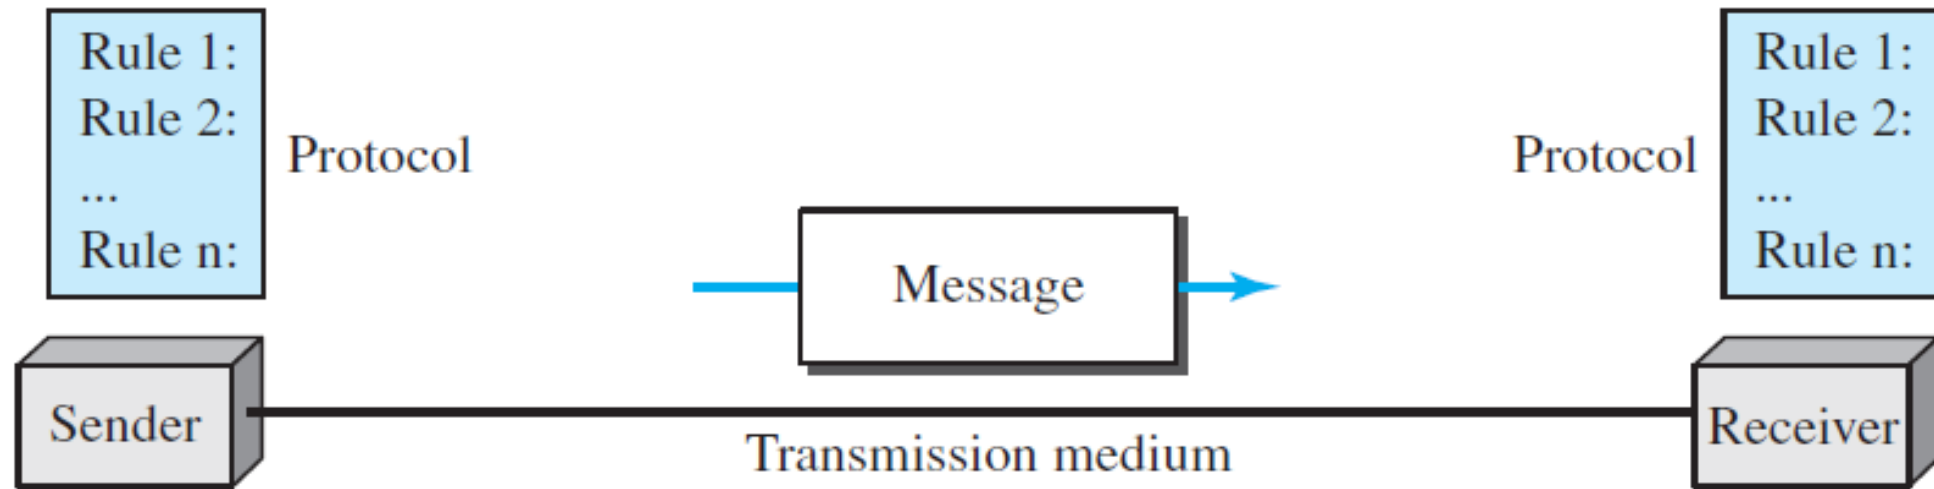 Rule 1:
Rule 2:
...
Rule n:
Protocol
Message
Protocol
Rule 1:
Rule 2:
...
Rule n:
Sender
Transmission medium
Receiver